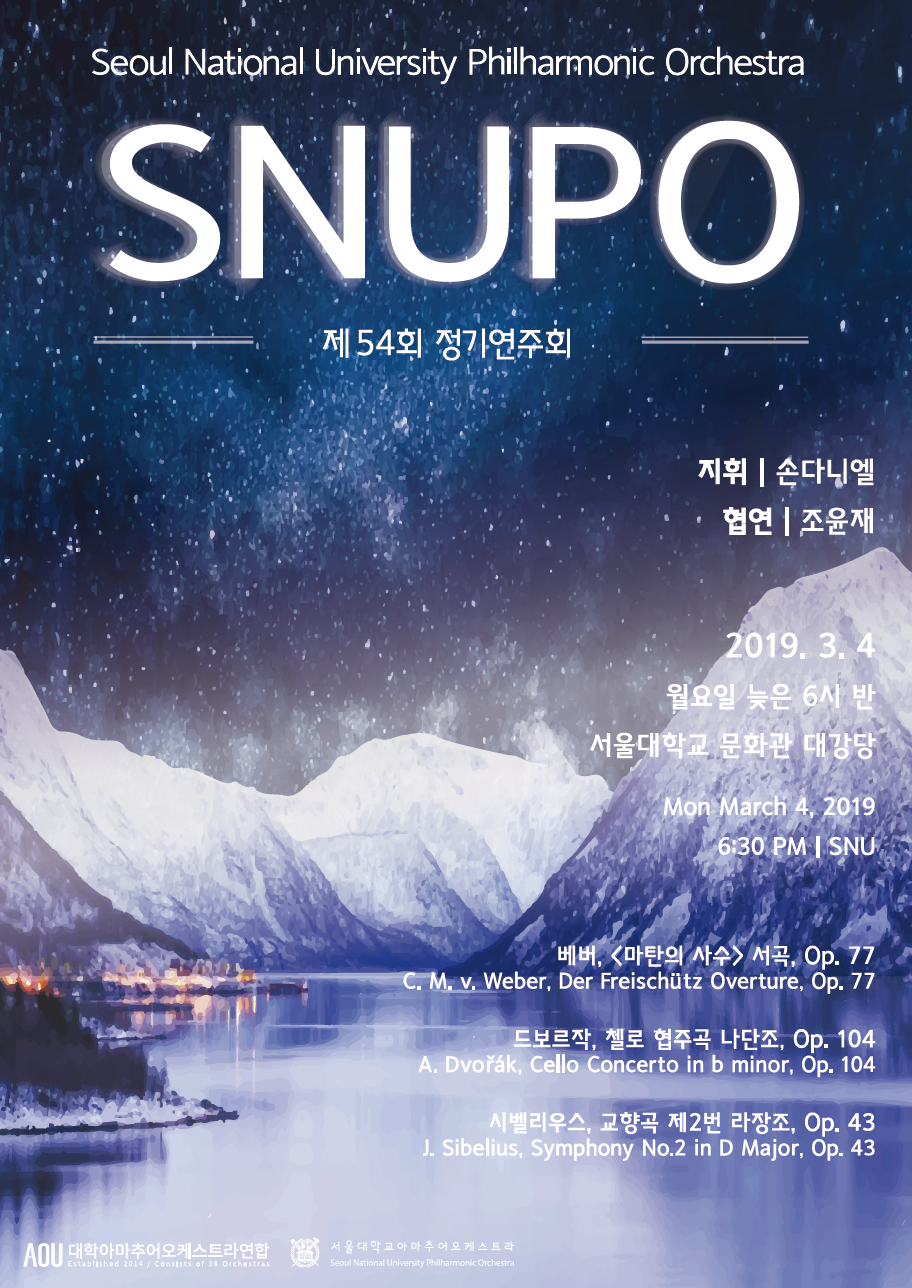 Seoul National University Philharmonic Orchestra
SNUPO
제54회 정기연주회
지휘 | 손다니엘
협연 | 조윤재
2019. 3. 4
월요일 늦은 6시 반
서울대학교 문화관 대강당
Mon March 4, 2019
6:30 PM | SNU
베버, <마탄의 사수> 서곡, Op. 77
C. M. v. Weber, Der Freischütz Overture, Op. 77
드보르작, 첼로 협주곡 나단조, Op. 104
A. Dvořák, Cello Concerto in b minor, Op. 104
시벨리우스, 교향곡 제2번 라장조, Op. 43
J. Sibelius, Symphony No.2 in D Major, Op. 43
AOU 대학아마추어오케스트라연합
Established 2014 / Consists of 38 Orchestras
서울대학교아마추어오케스트라
Seoul National University Philharmonic Orchestra